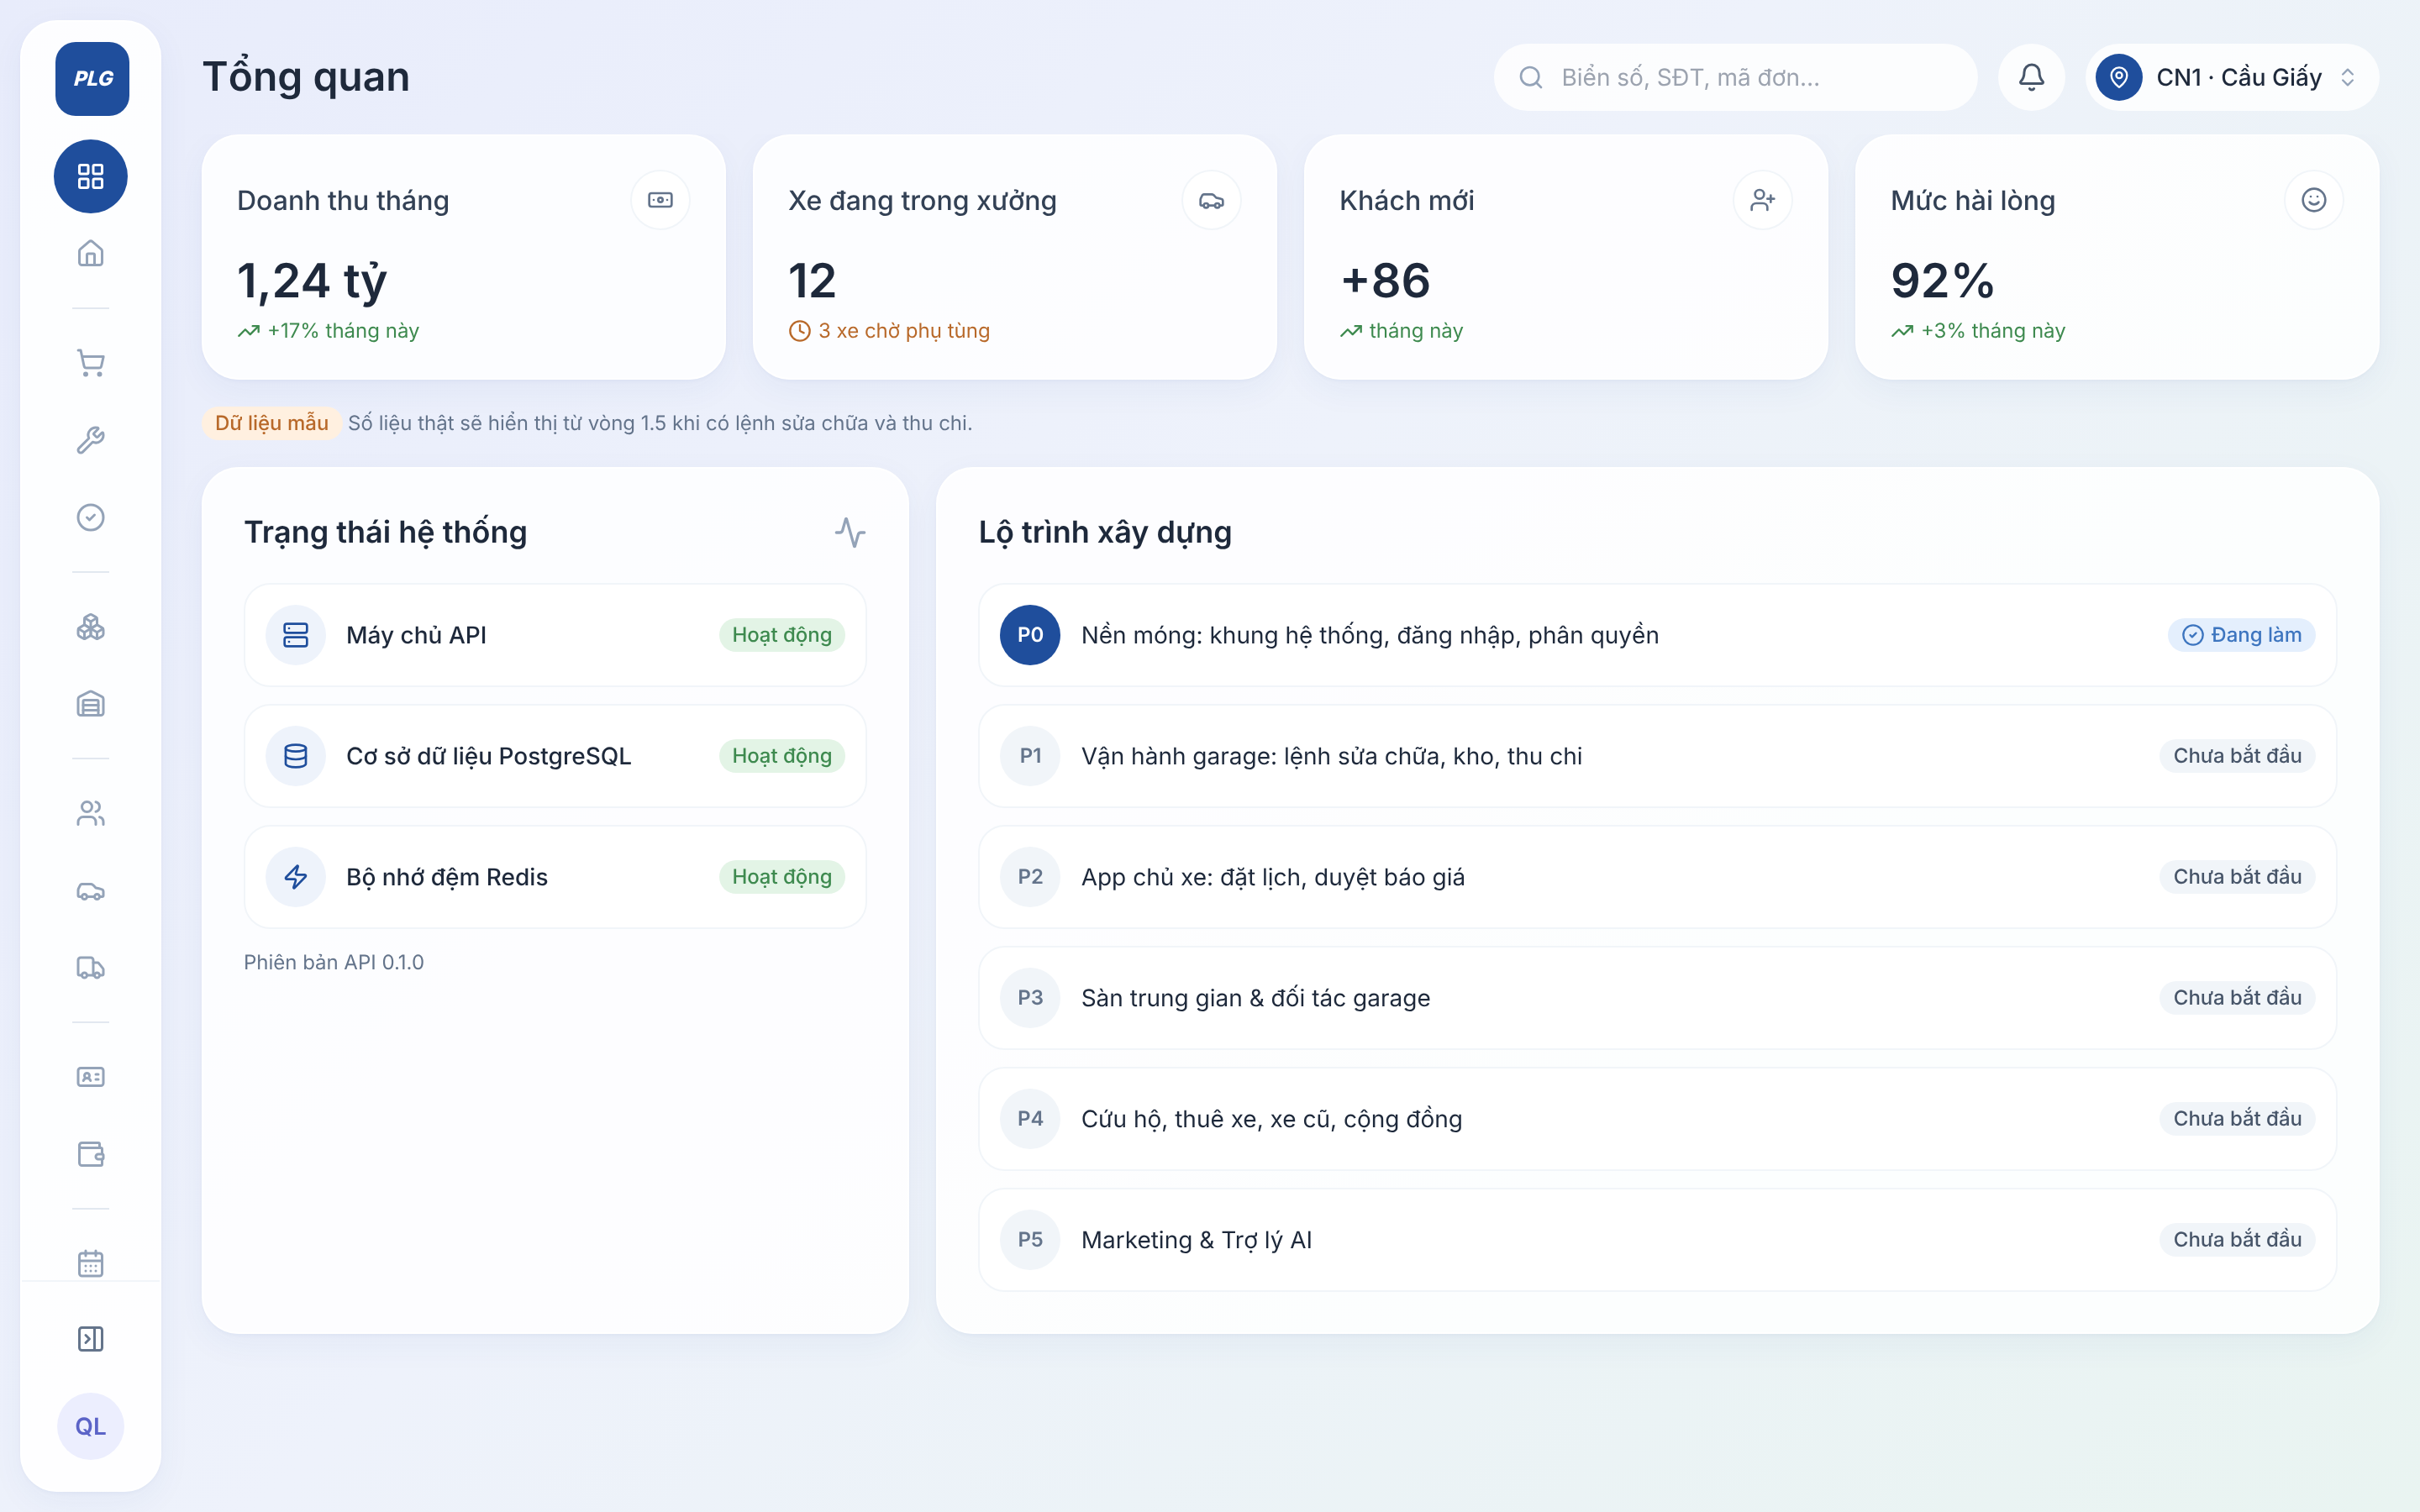 PLG
Tổng quan
Biển số, SĐT, mã đơn...
CN1 · Cầu Giấy
Doanh thu tháng
1,24 tỷ
+17% tháng này
Xe đang trong xưởng
12
3 xe chờ phụ tùng
Khách mới
+86
tháng này
Mức hài lòng
92%
+3% tháng này
Dữ liệu mẫu Số liệu thật sẽ hiển thị từ vòng 1.5 khi có lệnh sửa chữa và thu chi.
Trạng thái hệ thống
Máy chủ API Hoạt động
Cơ sở dữ liệu PostgreSQL Hoạt động
Bộ nhớ đệm Redis Hoạt động
Phiên bản API 0.1.0
Lộ trình xây dựng
P0 Nền móng: khung hệ thống, đăng nhập, phân quyền Đang làm
P1 Vận hành garage: lệnh sửa chữa, kho, thu chi Chưa bắt đầu
P2 App chủ xe: đặt lịch, duyệt báo giá Chưa bắt đầu
P3 Sàn trung gian & đối tác garage Chưa bắt đầu
P4 Cứu hộ, thuê xe, xe cũ, cộng đồng Chưa bắt đầu
P5 Marketing & Trợ lý AI Chưa bắt đầu
QL